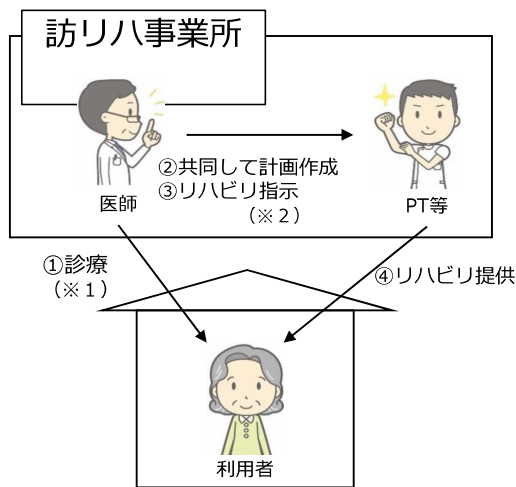 訪リハ事業所
②共同して計画作成
③リハビリ指示
（※２）
医師
PT等
①診療
（※１）
④リハビリ提供
利用者